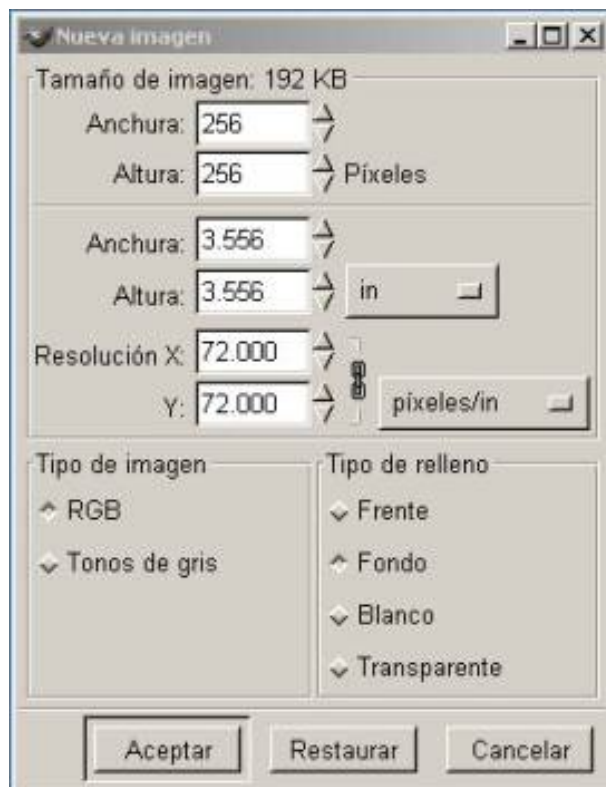 Nueva imagen
Tamaño de imagen: 192 KB
Anchura: 256
Altura: 256 Píxeles
Anchura: 3.556
Altura: 3.556 in
Resolución X: 72.000
Y: 72.000 píxeles/in
Tipo de imagen
RGB
Tonos de gris
Tipo de relleno
Frente
Fondo
Blanco
Transparente
Aceptar Restaurar Cancelar